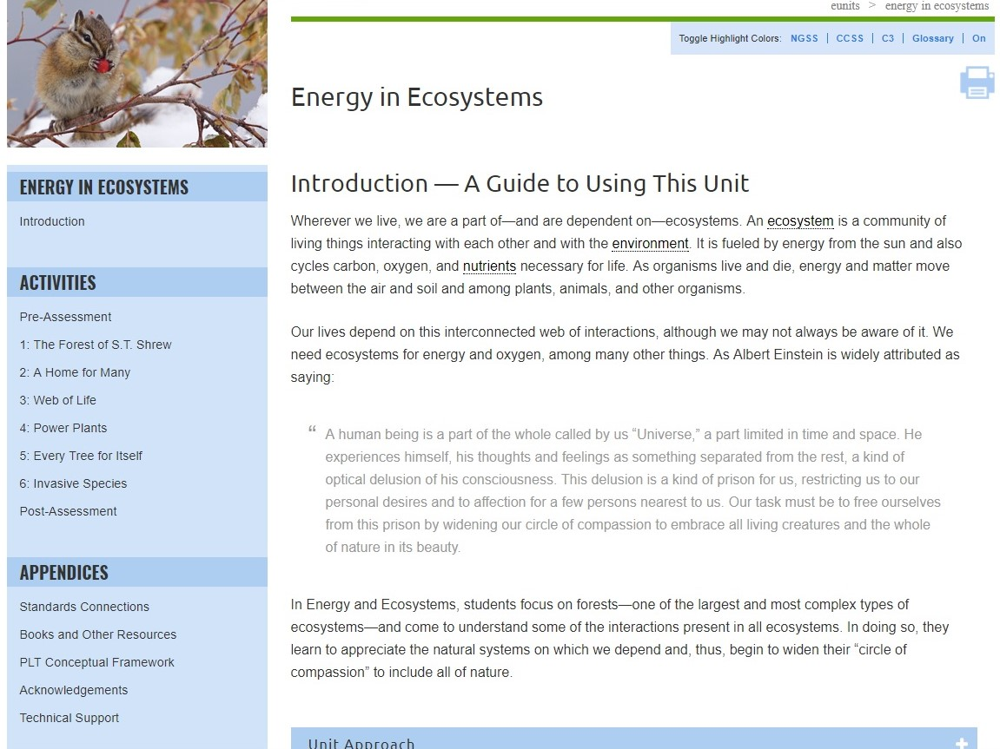 eunits > energy in ecosystems
Toggle Highlight Colors: NGSS | CCSS | C3 | Glossary | On
Energy in Ecosystems
ENERGY IN ECOSYSTEMS
Introduction
ACTIVITIES
Pre-Assessment
1: The Forest of S.T. Shrew
2: A Home for Many
3: Web of Life
4: Power Plants
5: Every Tree for Itself
6: Invasive Species
Post-Assessment
APPENDICES
Standards Connections
Books and Other Resources
PLT Conceptual Framework
Acknowledgements
Technical Support
Introduction — A Guide to Using This Unit
Wherever we live, we are a part of—and are dependent on—ecosystems. An ecosystem is a community of
living things interacting with each other and with the environment. It is fueled by energy from the sun and also
cycles carbon, oxygen, and nutrients necessary for life. As organisms live and die, energy and matter move
between the air and soil and among plants, animals, and other organisms.
Our lives depend on this interconnected web of interactions, although we may not always be aware of it. We
need ecosystems for energy and oxygen, among many other things. As Albert Einstein is widely attributed as
saying:
“ A human being is a part of the whole called by us “Universe,” a part limited in time and space. He
experiences himself, his thoughts and feelings as something separated from the rest, a kind of
optical delusion of his consciousness. This delusion is a kind of prison for us, restricting us to our
personal desires and to affection for a few persons nearest to us. Our task must be to free ourselves
from this prison by widening our circle of compassion to embrace all living creatures and the whole
of nature in its beauty.
In Energy and Ecosystems, students focus on forests—one of the largest and most complex types of
ecosystems—and come to understand some of the interactions present in all ecosystems. In doing so, they
learn to appreciate the natural systems on which we depend and, thus, begin to widen their “circle of
compassion” to include all of nature.
Unit Approach